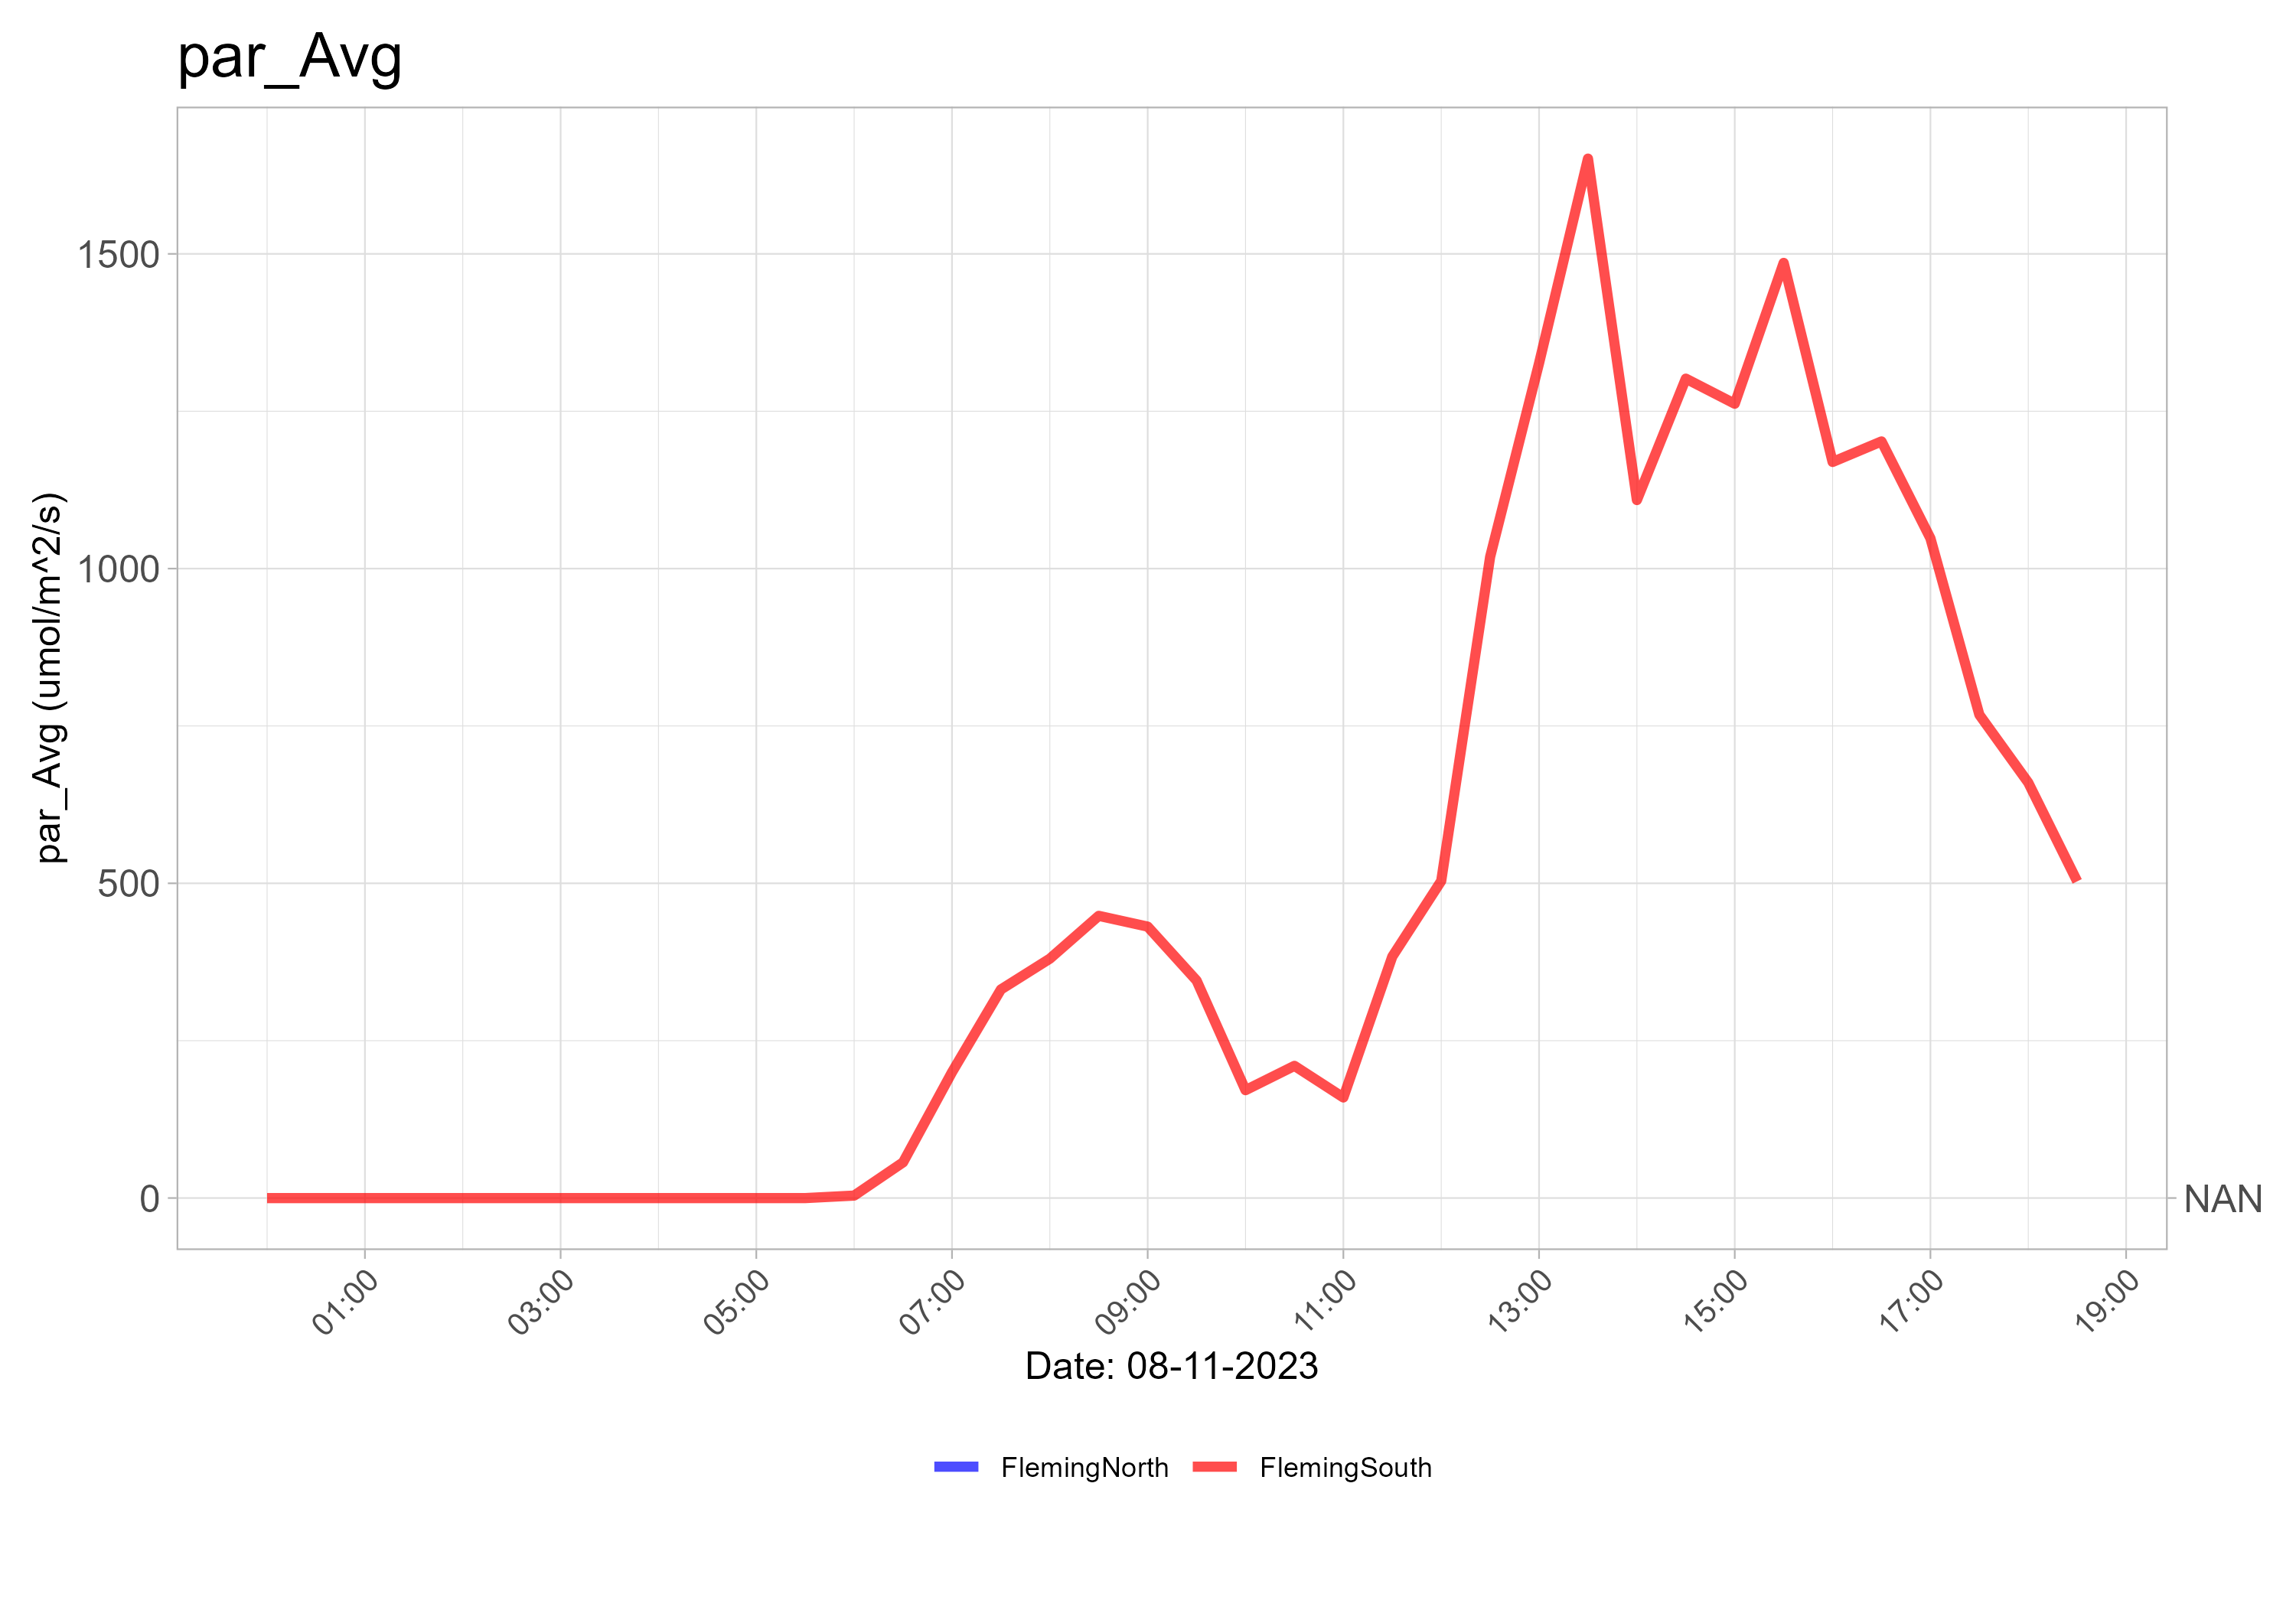 par_Avg
par_Avg (umol/m^2/s)
1500
1000
500
0
NAN
01:00 03:00 05:00 07:00 09:00 11:00 13:00 15:00 17:00 19:00
Date: 08-11-2023
FlemingNorth FlemingSouth